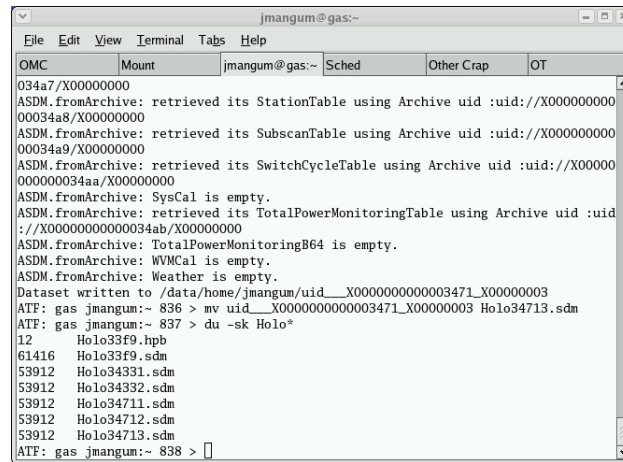 jmangum@gas:~
File Edit View Terminal Tabs Help
OMC Mount jmangum@gas:~ Sched Other Crap OT
034a7/X00000000
ASDM.fromArchive: retrieved its StationTable using Archive uid :uid://X000000000
00034a8/X00000000
ASDM.fromArchive: retrieved its SubscanTable using Archive uid :uid://X000000000
00034a9/X00000000
ASDM.fromArchive: retrieved its SwitchCycleTable using Archive uid :uid://X00000
000000034aa/X00000000
ASDM.fromArchive: SysCal is empty.
ASDM.fromArchive: retrieved its TotalPowerMonitoringTable using Archive uid :uid
://X00000000000034ab/X00000000
ASDM.fromArchive: TotalPowerMonitoringB64 is empty.
ASDM.fromArchive: WVMCal is empty.
ASDM.fromArchive: Weather is empty.
Dataset written to /data/home/jmangum/uid___X0000000000003471_X00000003
ATF: gas jmangum:~ 836 > mv uid___X0000000000003471_X00000003 Holo34713.sdm
ATF: gas jmangum:~ 837 > du -sk Holo*
12 Holo33f9.hpb
61416 Holo33f9.sdm
53912 Holo34331.sdm
53912 Holo34332.sdm
53912 Holo34711.sdm
53912 Holo34712.sdm
53912 Holo34713.sdm
ATF: gas jmangum:~ 838 >